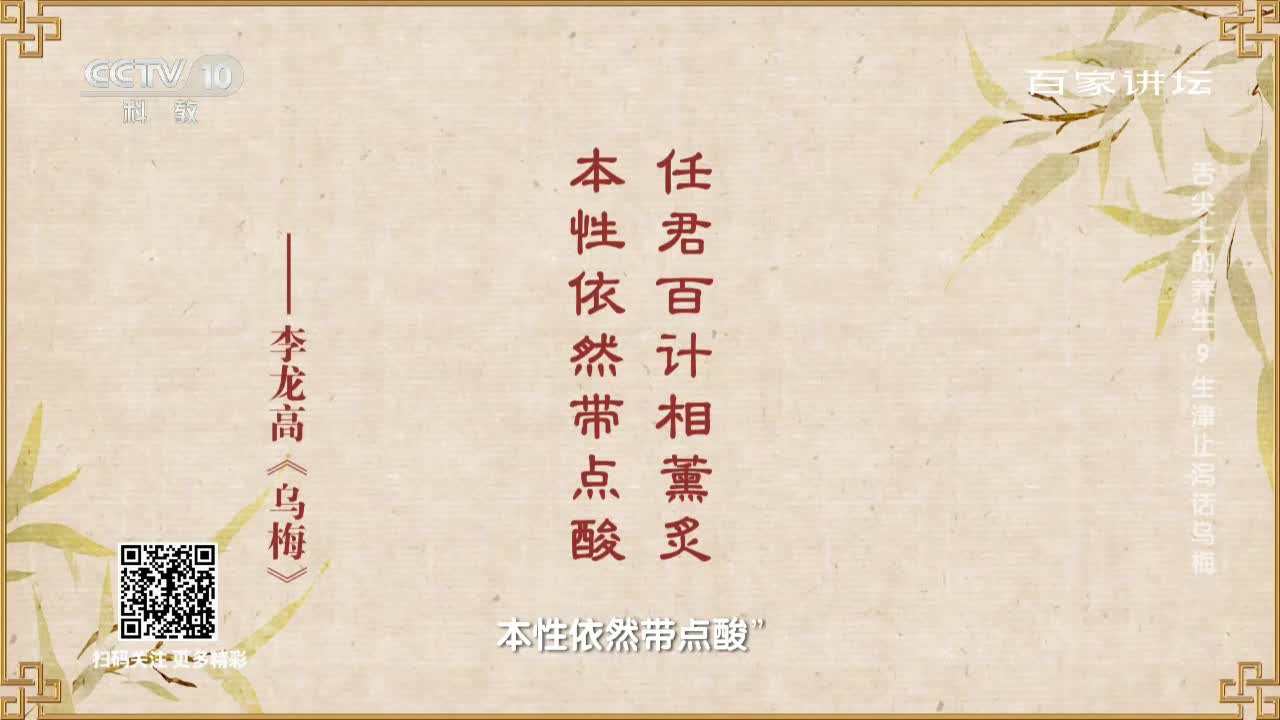 CCTV 10
科 教
百家讲坛
舌尖上的养生 9 生津止泻话乌梅
任君百计相薰炙
本性依然带点酸
——李龙高《乌梅》
本性依然带点酸”
扫码关注 更多精彩